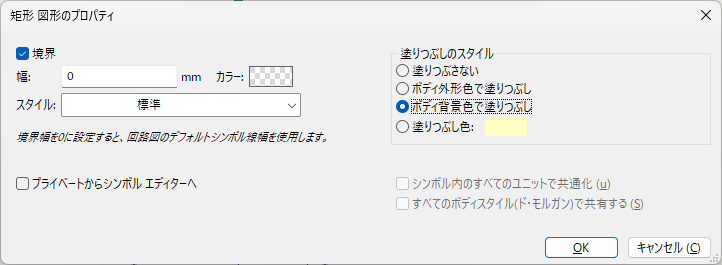 矩形 図形のプロパティ
境界
幅: 0 mm カラー:
スタイル: 標準
境界幅を0に設定すると、回路図のデフォルトシンボル線幅を使用します。
プライベートからシンボル エディターへ
塗りつぶしのスタイル
塗りつぶさない
ボディ外形色で塗りつぶし
ボディ背景色で塗りつぶし
塗りつぶし色:
シンボル内のすべてのユニットで共通化 (u)
すべてのボディスタイル(ド・モルガン)で共有する (S)
OK キャンセル (C)